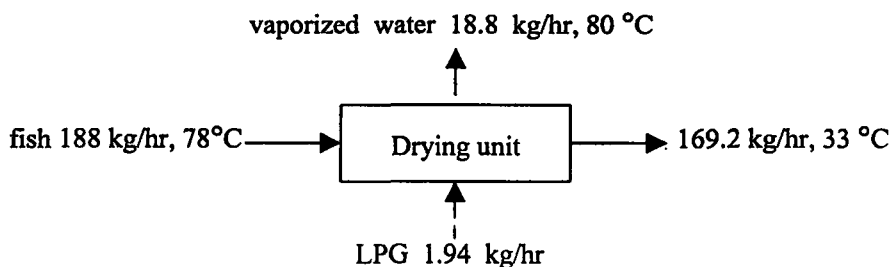 vaporized water 18.8 kg/hr, 80 °C
fish 188 kg/hr, 78°C
Drying unit
169.2 kg/hr, 33 °C
LPG 1.94 kg/hr